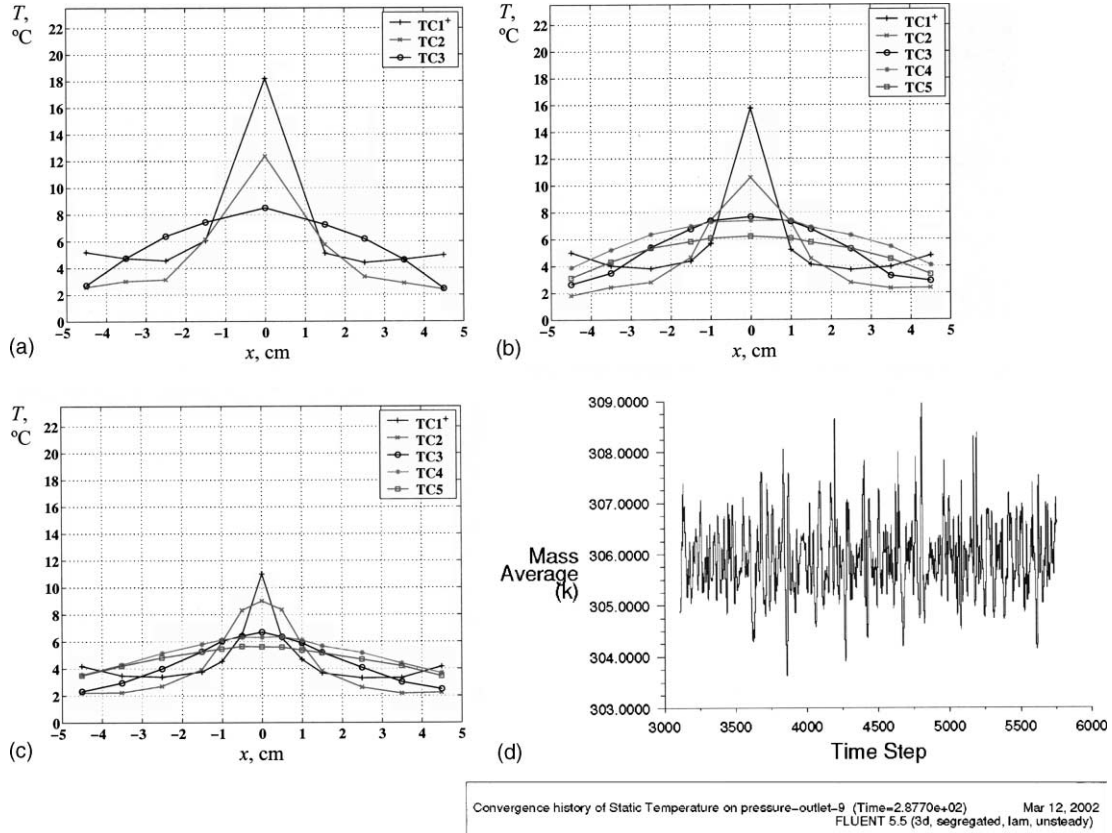 T,
ºC
22
20
18
16
14
12
10
8
6
4
2
0
−5 −4 −3 −2 −1 0 1 2 3 4 5
x, cm
TC1⁺
TC2
TC3
(a)
T,
ºC
22
20
18
16
14
12
10
8
6
4
2
0
−5 −4 −3 −2 −1 0 1 2 3 4 5
x, cm
TC1⁺
TC2
TC3
TC4
TC5
(b)
T,
ºC
22
20
18
16
14
12
10
8
6
4
2
0
−5 −4 −3 −2 −1 0 1 2 3 4 5
x, cm
TC1⁺
TC2
TC3
TC4
TC5
(c)
309.0000
308.0000
307.0000
306.0000
305.0000
304.0000
303.0000
Mass
Average
(k)
3000 3500 4000 4500 5000 5500 6000
Time Step
(d)
Convergence history of Static Temperature on pressure−outlet−9 (Time=2.8770e+02) Mar 12, 2002
FLUENT 5.5 (3d, segregated, lam, unsteady)